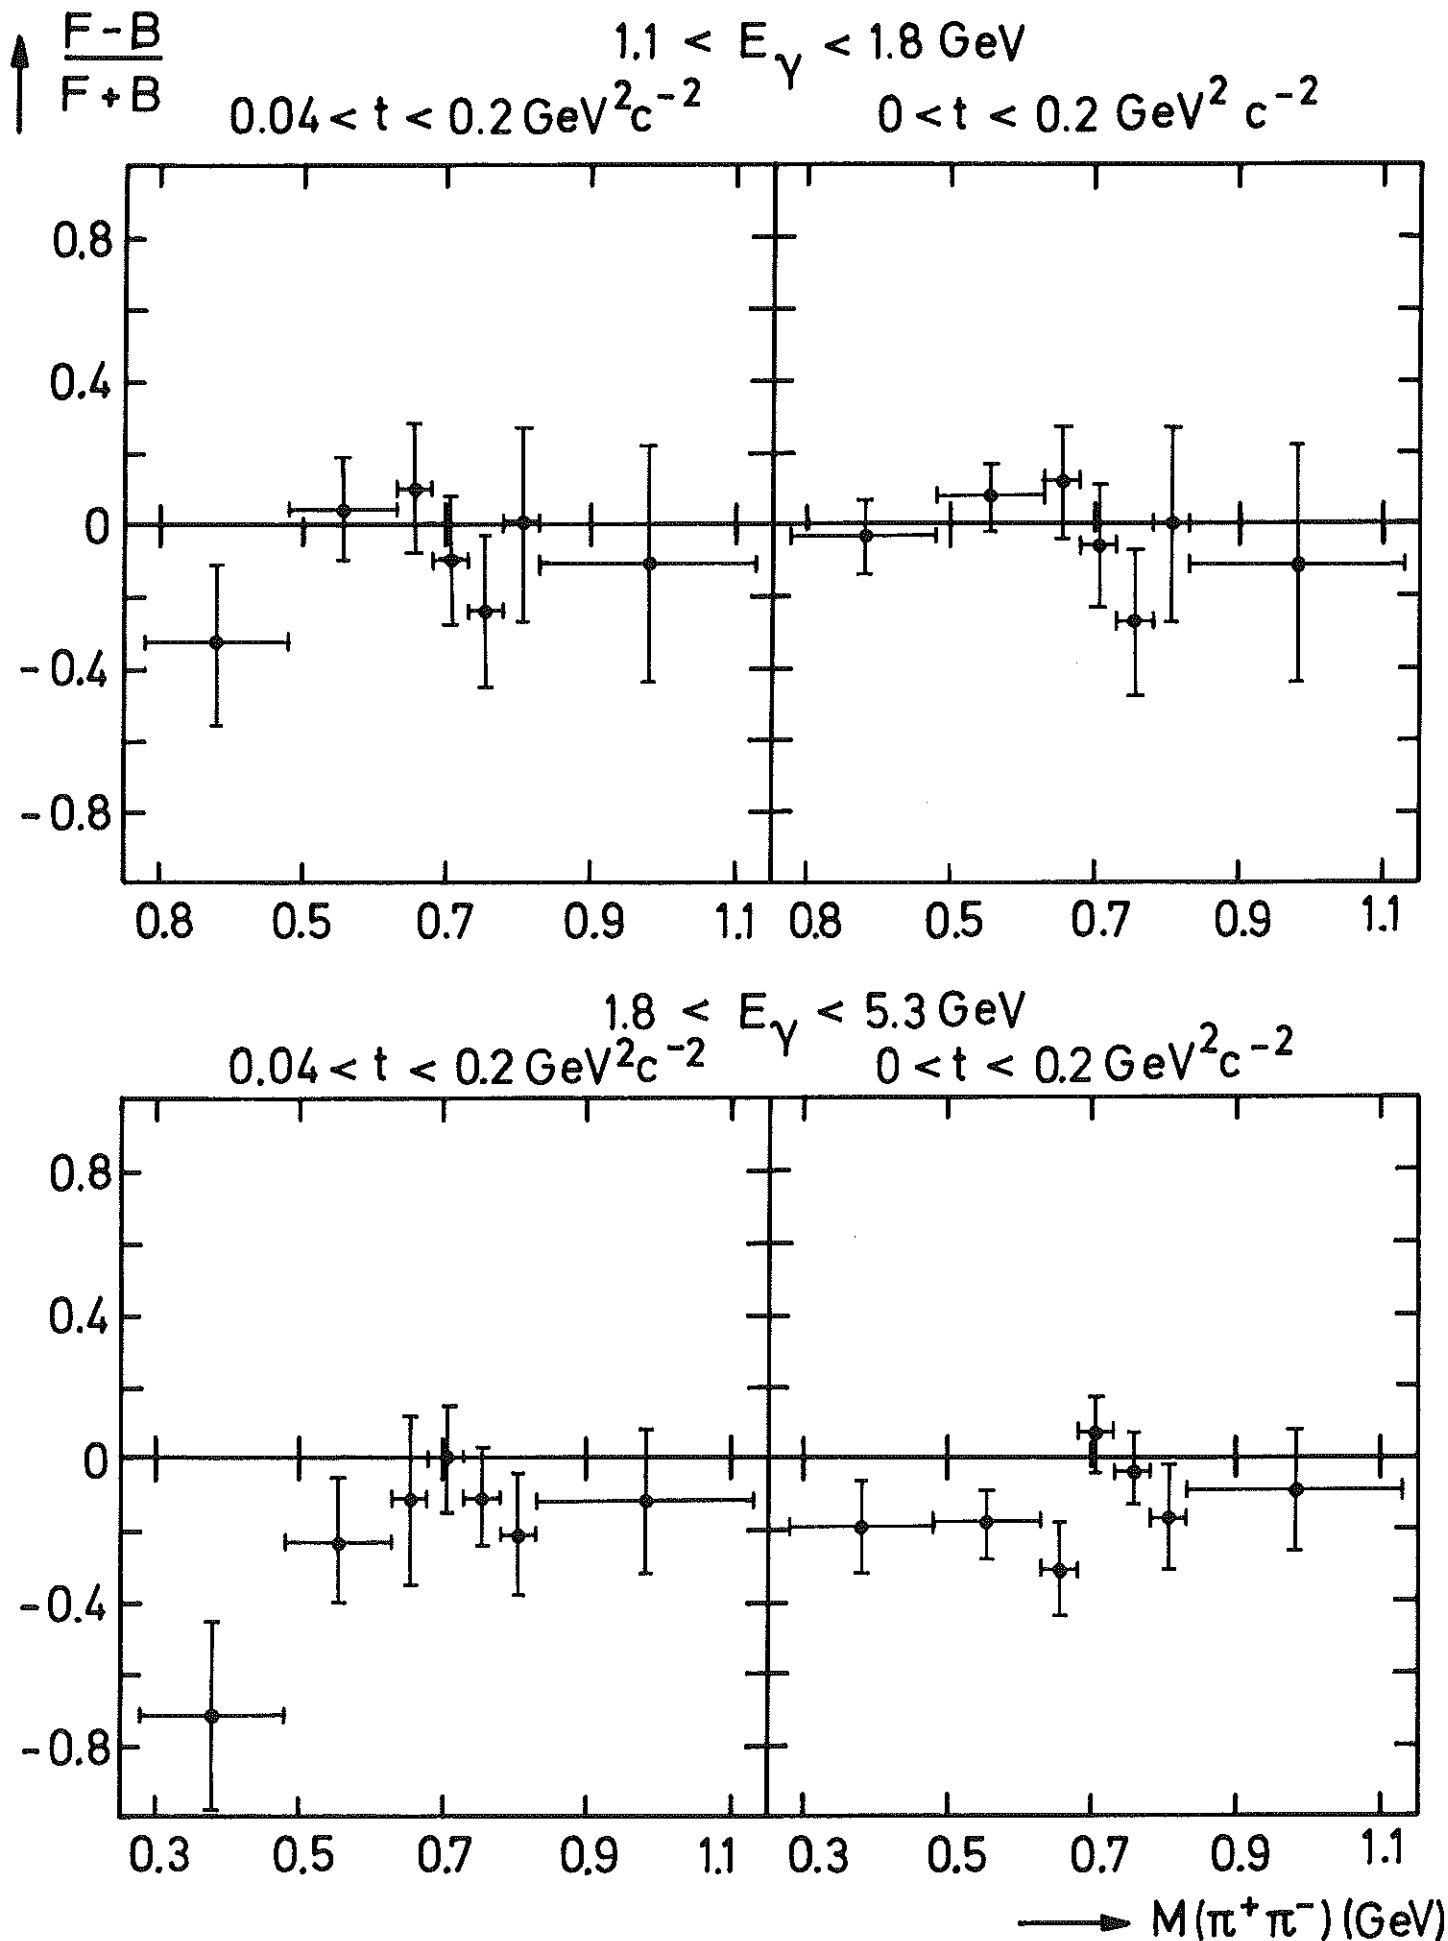 F-B
F+B
1.1 < Eγ < 1.8 GeV
0.04 < t < 0.2 GeV²c⁻²
0 < t < 0.2 GeV² c⁻²
0.8
0.4
0
-0.4
-0.8
0.8 0.5 0.7 0.9 1.1 0.8 0.5 0.7 0.9 1.1
1.8 < Eγ < 5.3 GeV
0.04 < t < 0.2 GeV²c⁻²
0 < t < 0.2 GeV²c⁻²
0.8
0.4
0
-0.4
-0.8
0.3 0.5 0.7 0.9 1.1 0.3 0.5 0.7 0.9 1.1
M(π⁺π⁻)(GeV)